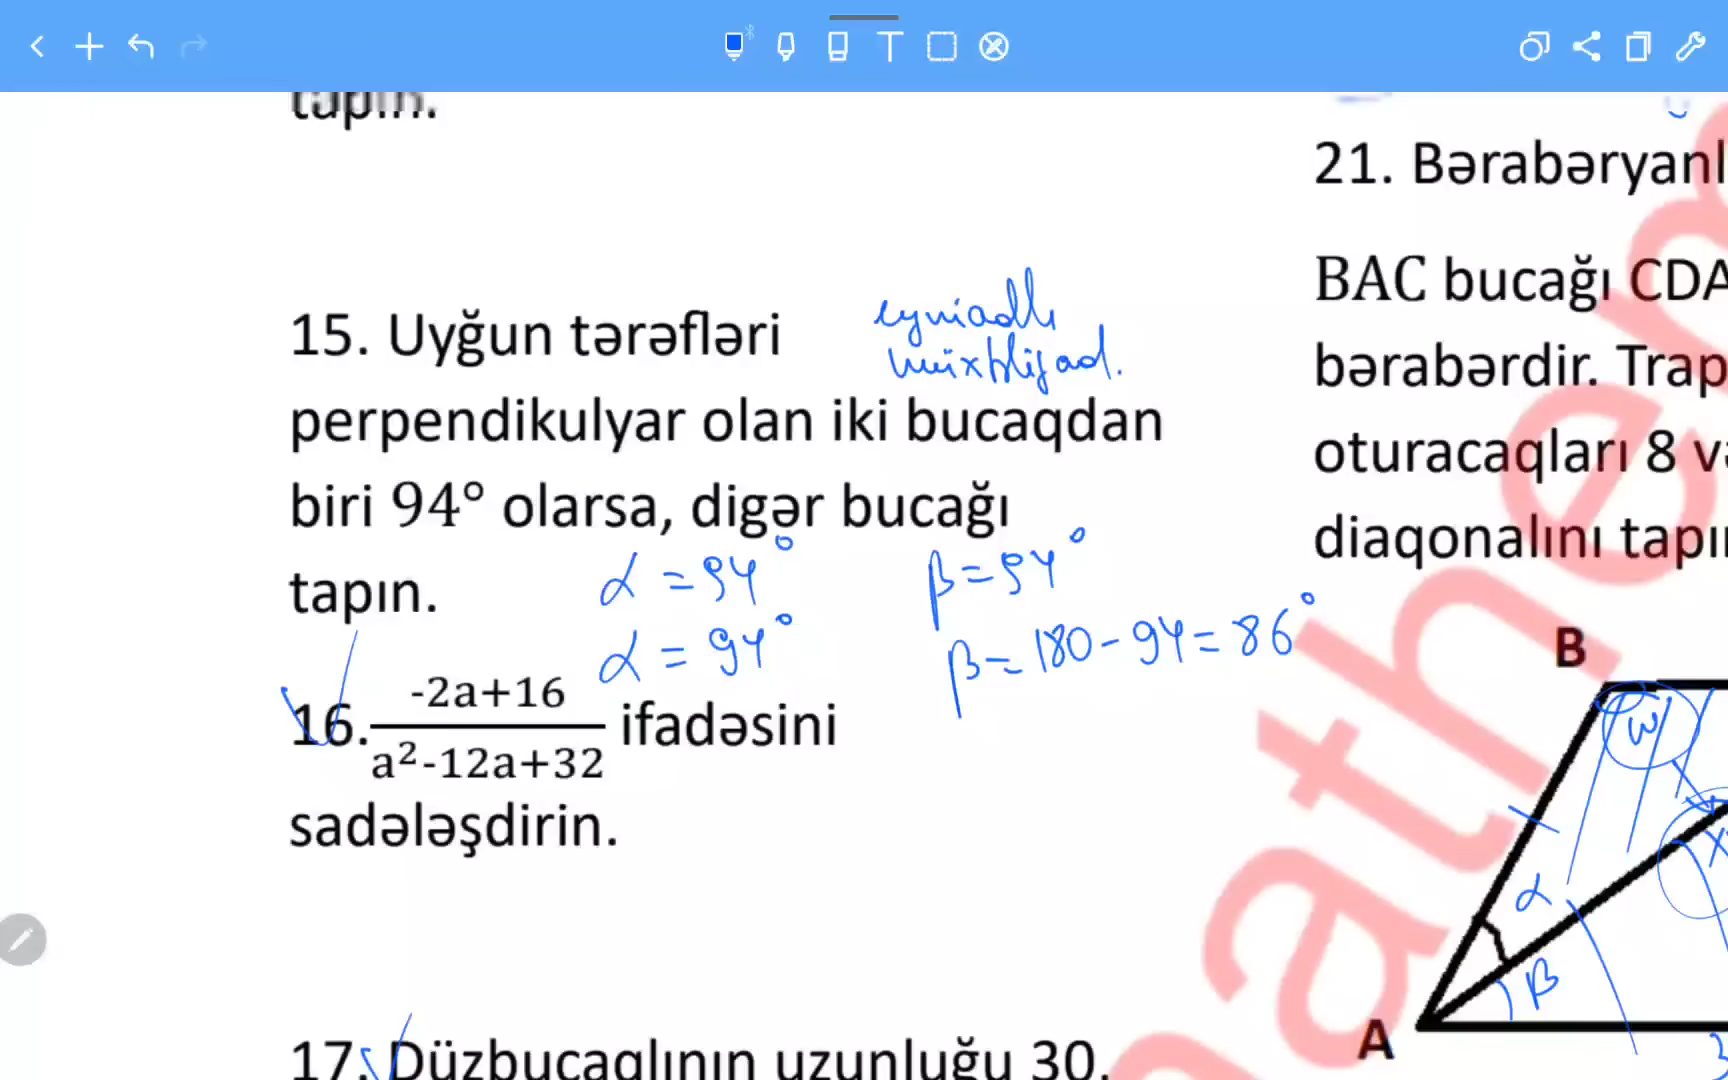 tapın.
15. Uyğun tərəfləri
eyniadlı
müxtəlifad.
perpendikulyar olan iki bucaqdan
biri 94° olarsa, digər bucağı
tapın.
α = 94°
β = 94°
α = 94°
β = 180 - 94 = 86°
16. -2a+16
a²-12a+32
ifadəsini
sadələşdirin.
17. Düzbucaqlının uzunluğu 30,
21. Bərabəryanl
BAC bucağı CDA
bərabərdir. Trap
oturacaqları 8 və
diaqonalını tapı
B
W
X
α
β
A
athem